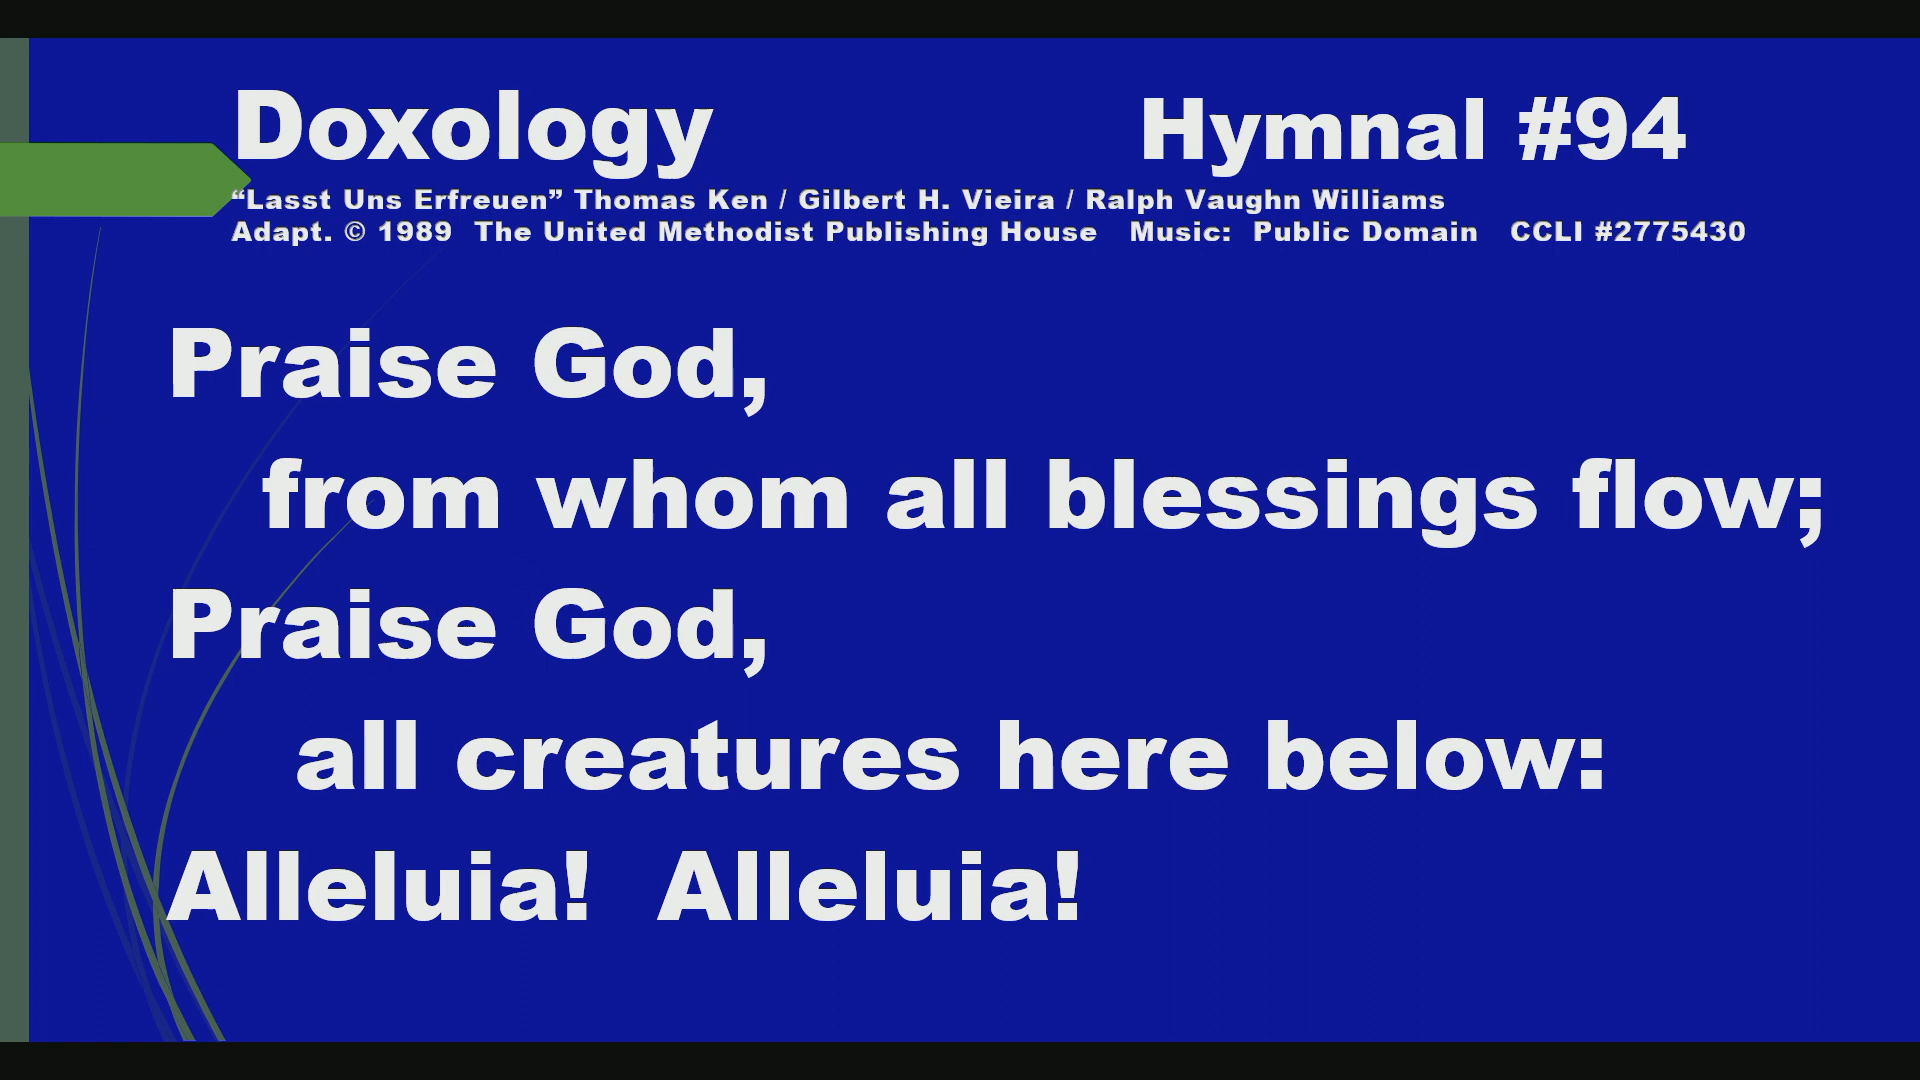 Doxology Hymnal #94
“Lasst Uns Erfreuen” Thomas Ken / Gilbert H. Vieira / Ralph Vaughn Williams
Adapt. © 1989 The United Methodist Publishing House Music: Public Domain CCLI #2775430
Praise God,
from whom all blessings flow;
Praise God,
all creatures here below:
Alleluia! Alleluia!